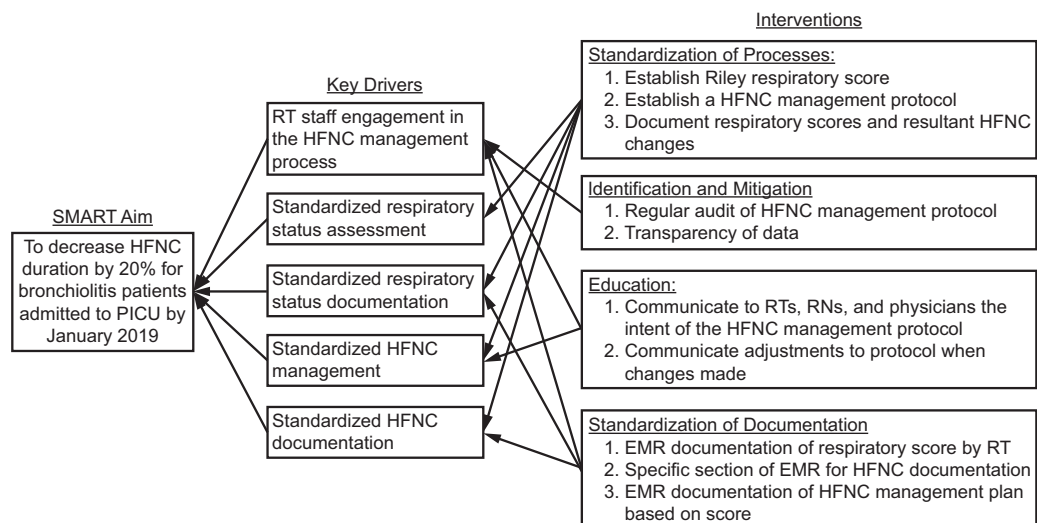 SMART Aim
To decrease HFNC
duration by 20% for
bronchiolitis patients
admitted to PICU by
January 2019
Key Drivers
RT staff engagement in
the HFNC management
process
Standardized respiratory
status assessment
Standardized respiratory
status documentation
Standardized HFNC
management
Standardized HFNC
documentation
Interventions
Standardization of Processes:
1. Establish Riley respiratory score
2. Establish a HFNC management protocol
3. Document respiratory scores and resultant HFNC
changes
Identification and Mitigation
1. Regular audit of HFNC management protocol
2. Transparency of data
Education:
1. Communicate to RTs, RNs, and physicians the
intent of the HFNC management protocol
2. Communicate adjustments to protocol when
changes made
Standardization of Documentation
1. EMR documentation of respiratory score by RT
2. Specific section of EMR for HFNC documentation
3. EMR documentation of HFNC management plan
based on score